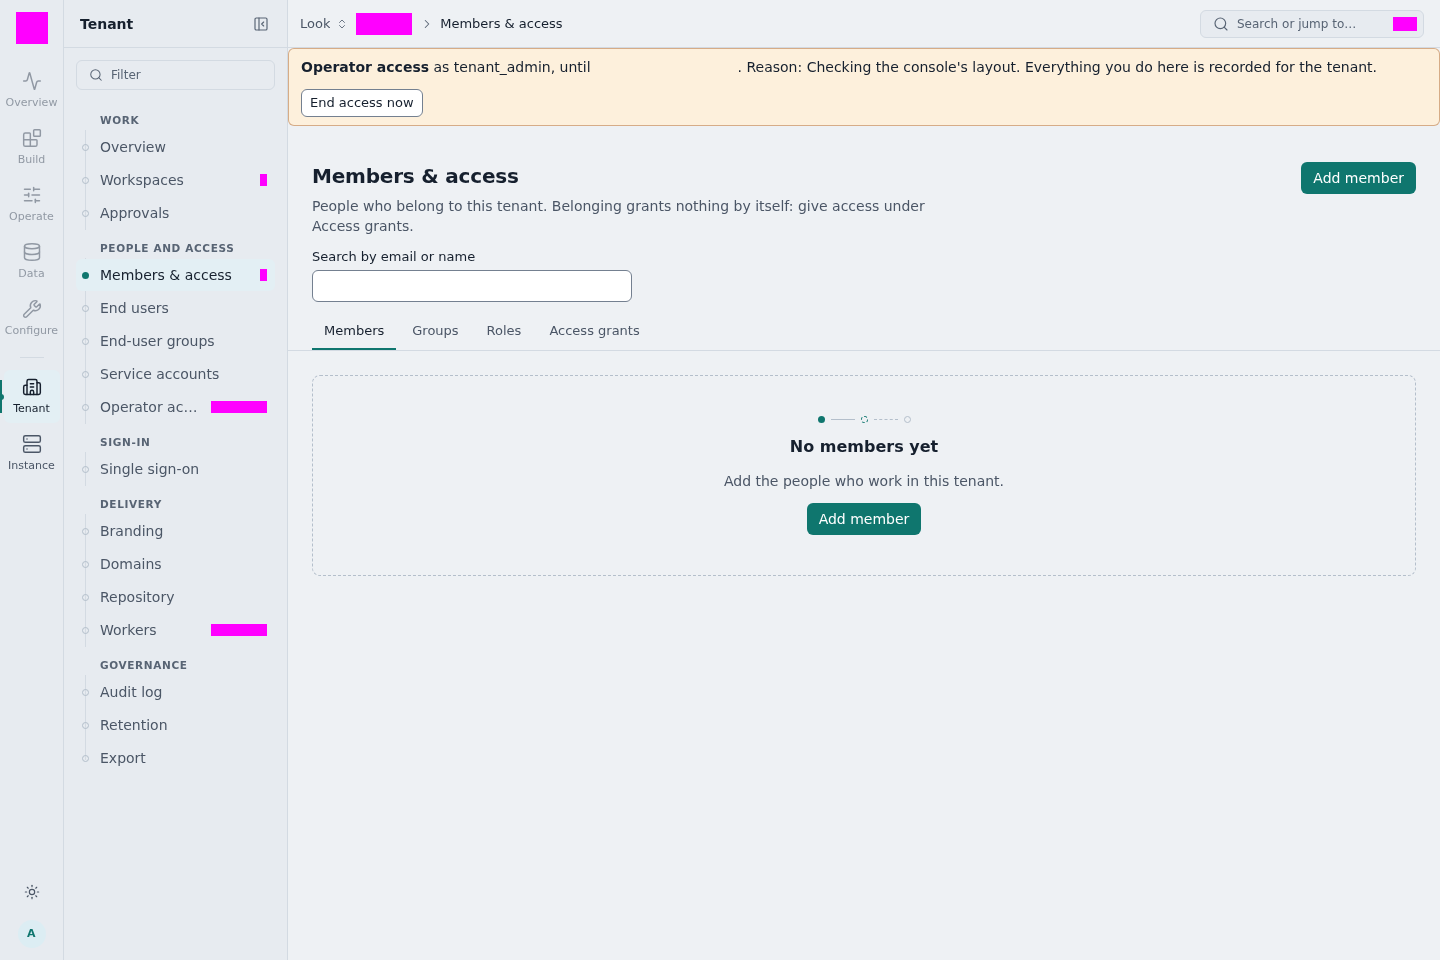 Tenant
Look
Members & access
Search or jump to...
Operator access as tenant_admin, until . Reason: Checking the console's layout. Everything you do here is recorded for the tenant.
End access now
Overview
Build
Operate
Data
Configure
Tenant
Instance
A
Filter
WORK
Overview
Workspaces
Approvals
PEOPLE AND ACCESS
Members & access
End users
End-user groups
Service accounts
Operator ac...
SIGN-IN
Single sign-on
DELIVERY
Branding
Domains
Repository
Workers
GOVERNANCE
Audit log
Retention
Export
Members & access
Add member
People who belong to this tenant. Belonging grants nothing by itself: give access under
Access grants.
Search by email or name
Members
Groups
Roles
Access grants
No members yet
Add the people who work in this tenant.
Add member